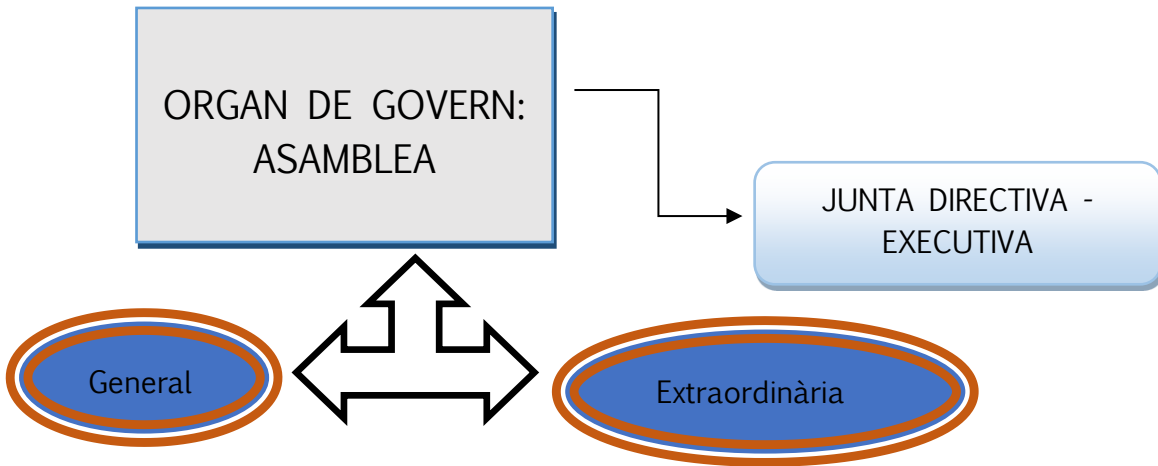 ORGAN DE GOVERN:
ASAMBLEA
JUNTA DIRECTIVA -
EXECUTIVA
General
Extraordinària